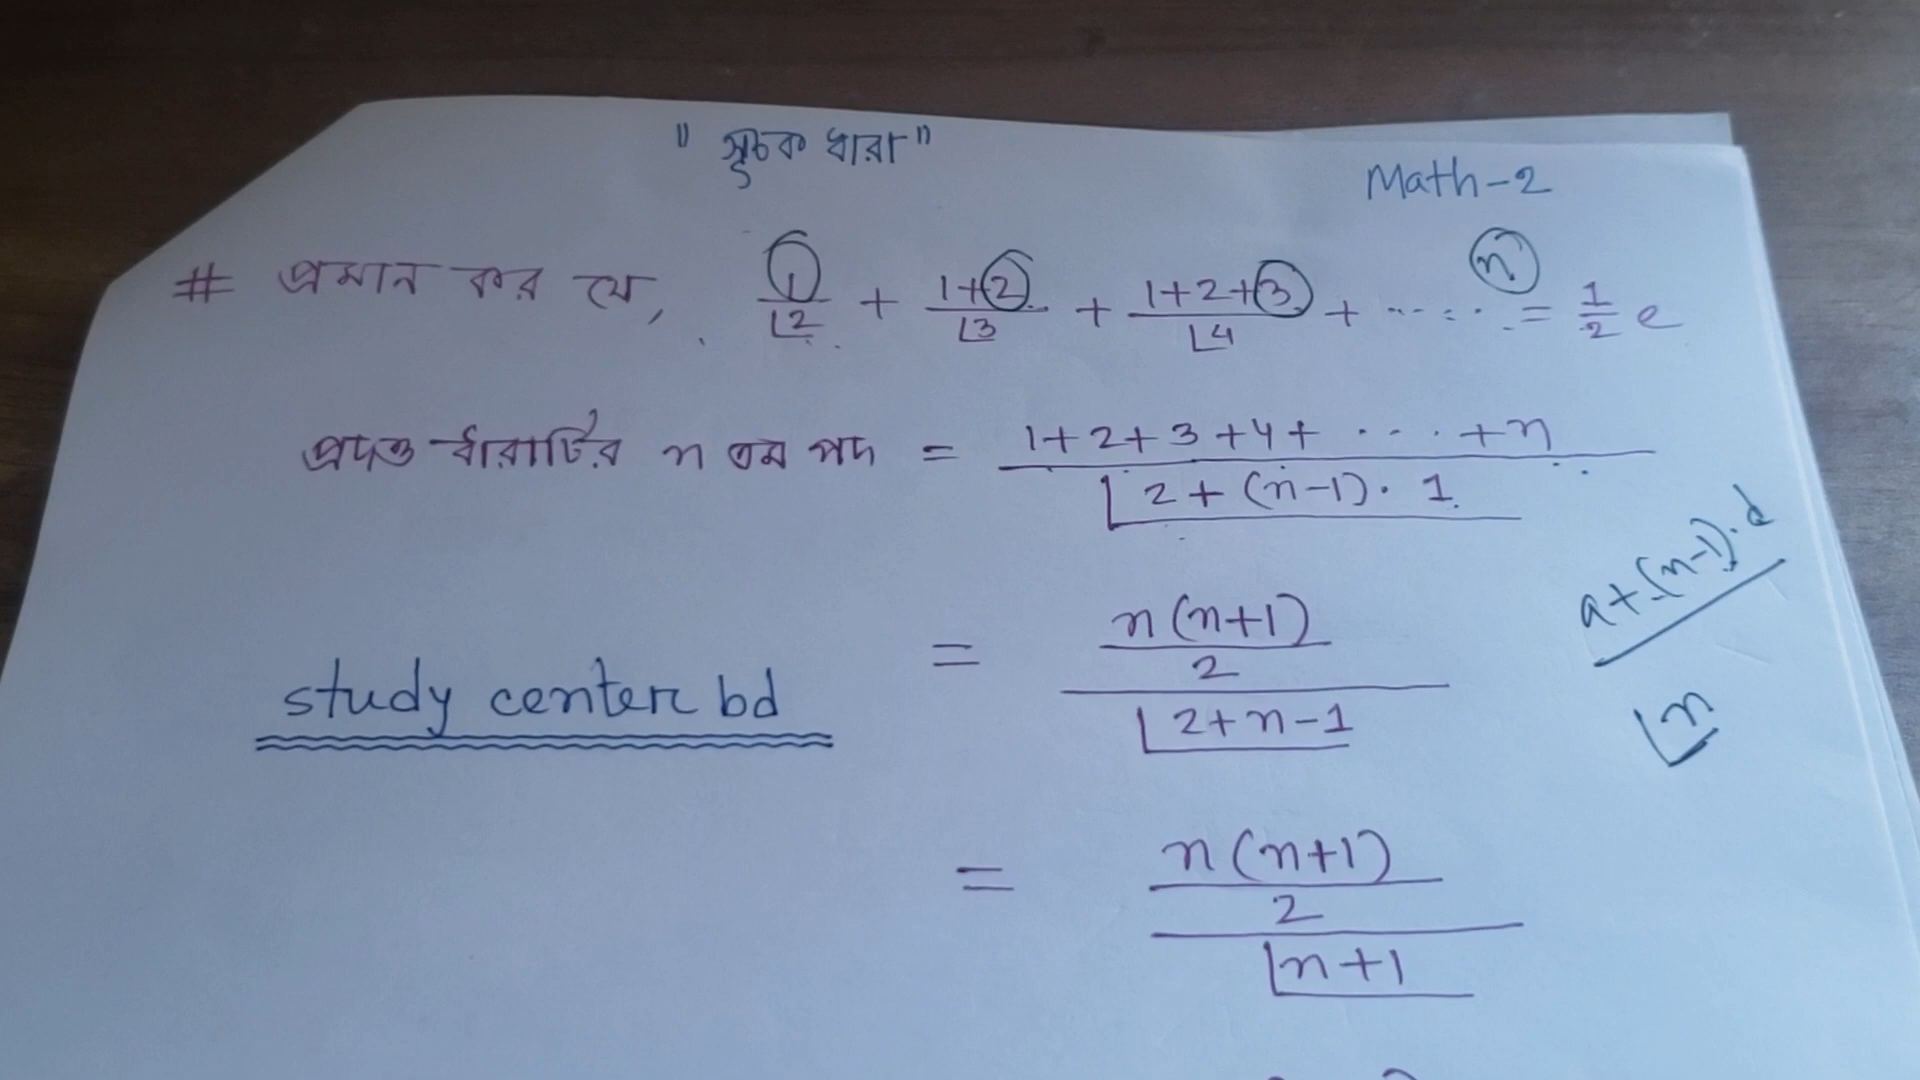 " সূচক ধারা "
Math-2
# প্রমান কর যে, 1/⌊2 + 1+2/⌊3 + 1+2+3/⌊4 + ...... = 1/2 e
n
প্রদত্ত ধারাটির n তম পদ = 1+2+3+4+ ... +n
⌊2+(n-1)·1
a+(n-1)·d
⌊n
= n(n+1)
2
⌊2+n-1
study center bd
= n(n+1)
2
⌊n+1